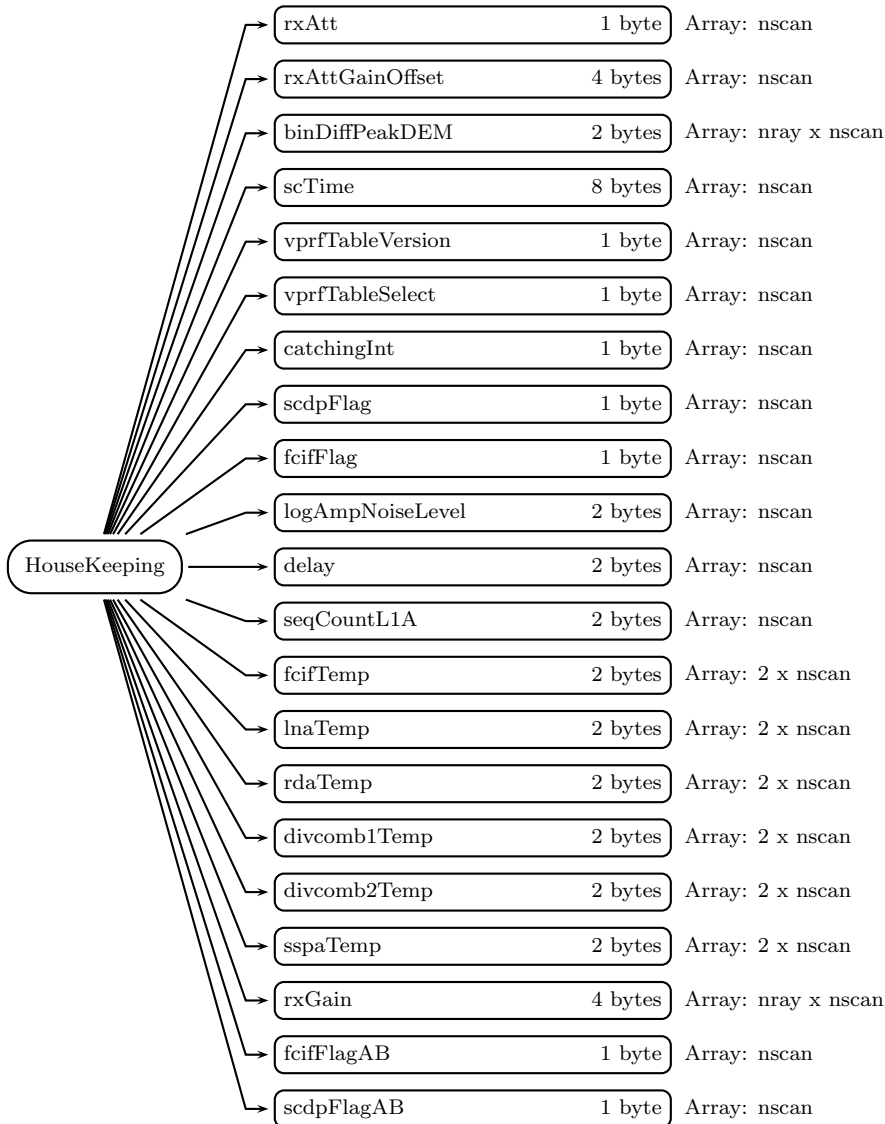 rxAtt 1 byte Array: nscan
rxAttGainOffset 4 bytes Array: nscan
binDiffPeakDEM 2 bytes Array: nray x nscan
scTime 8 bytes Array: nscan
vprfTableVersion 1 byte Array: nscan
vprfTableSelect 1 byte Array: nscan
catchingInt 1 byte Array: nscan
scdpFlag 1 byte Array: nscan
fcifFlag 1 byte Array: nscan
logAmpNoiseLevel 2 bytes Array: nscan
HouseKeeping delay 2 bytes Array: nscan
seqCountL1A 2 bytes Array: nscan
fcifTemp 2 bytes Array: 2 x nscan
lnaTemp 2 bytes Array: 2 x nscan
rdaTemp 2 bytes Array: 2 x nscan
divcomb1Temp 2 bytes Array: 2 x nscan
divcomb2Temp 2 bytes Array: 2 x nscan
sspaTemp 2 bytes Array: 2 x nscan
rxGain 4 bytes Array: nray x nscan
fcifFlagAB 1 byte Array: nscan
scdpFlagAB 1 byte Array: nscan